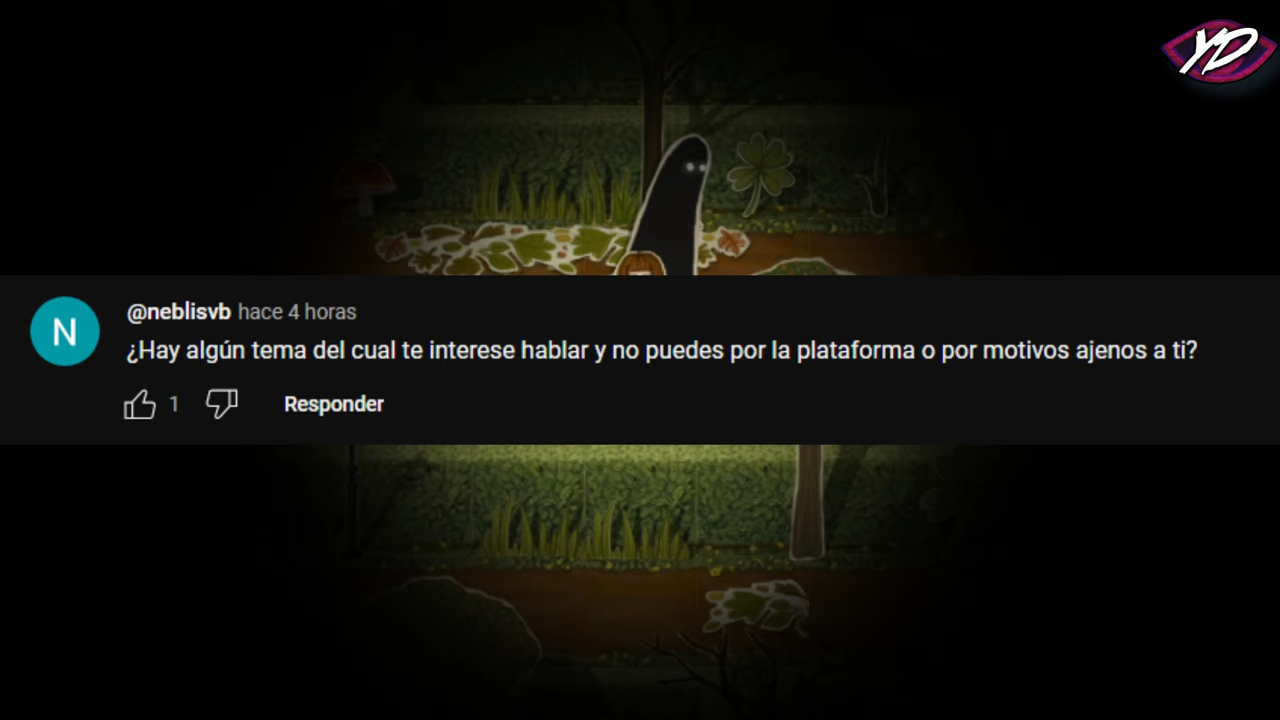 YD
@neblisvb hace 4 horas
N
¿Hay algún tema del cual te interese hablar y no puedes por la plataforma o por motivos ajenos a ti?
1 Responder